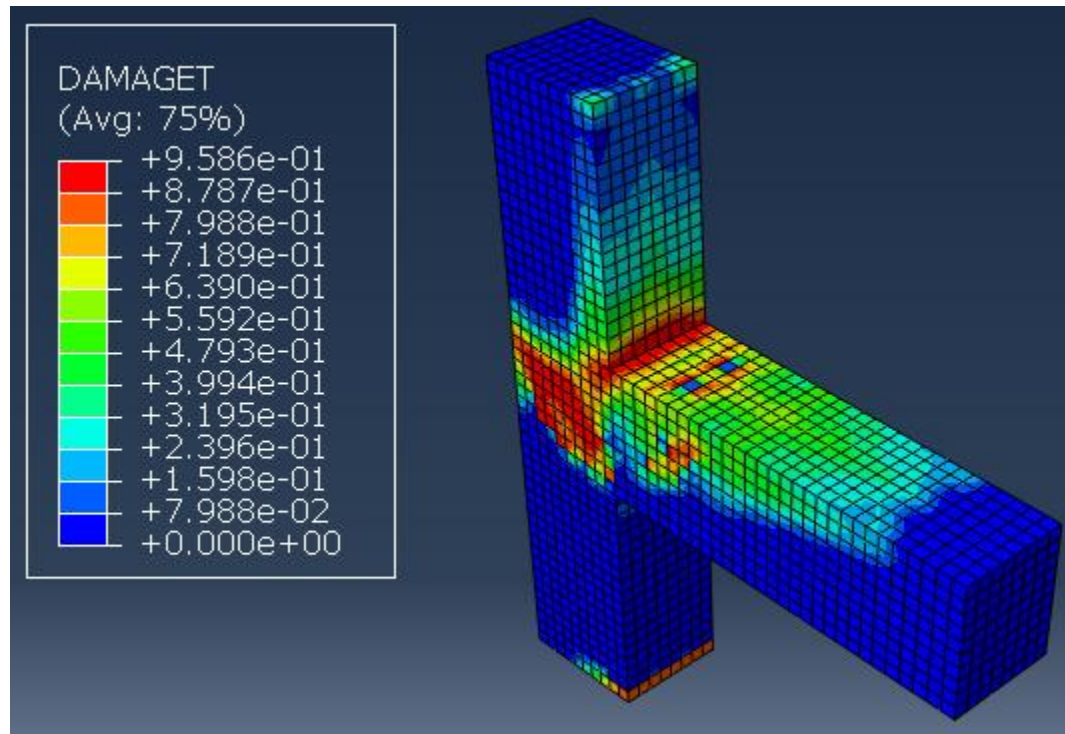 DAMAGET
(Avg: 75%)
+9.586e-01
+8.787e-01
+7.988e-01
+7.189e-01
+6.390e-01
+5.592e-01
+4.793e-01
+3.994e-01
+3.195e-01
+2.396e-01
+1.598e-01
+7.988e-02
+0.000e+00